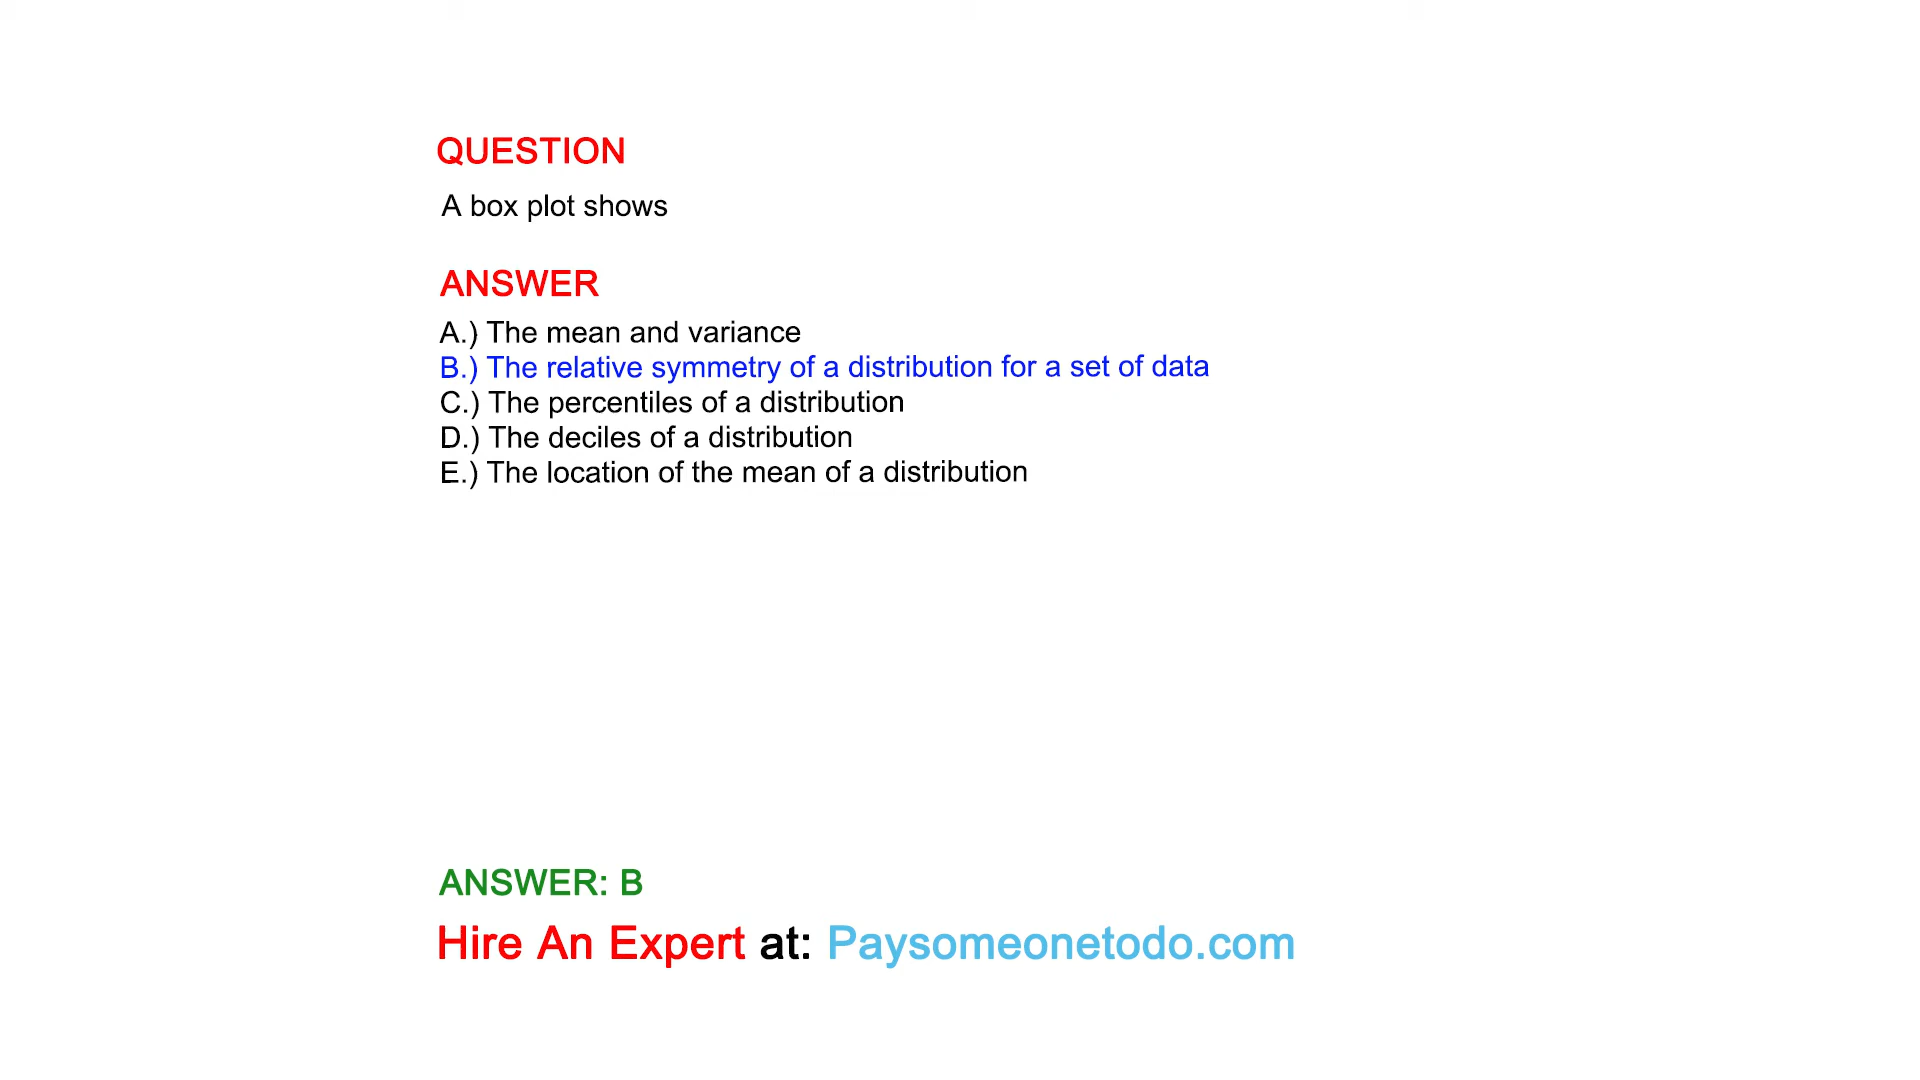 QUESTION
A box plot shows
ANSWER
A.) The mean and variance
B.) The relative symmetry of a distribution for a set of data
C.) The percentiles of a distribution
D.) The deciles of a distribution
E.) The location of the mean of a distribution
ANSWER: B
Hire An Expert at: Paysomeonetodo.com